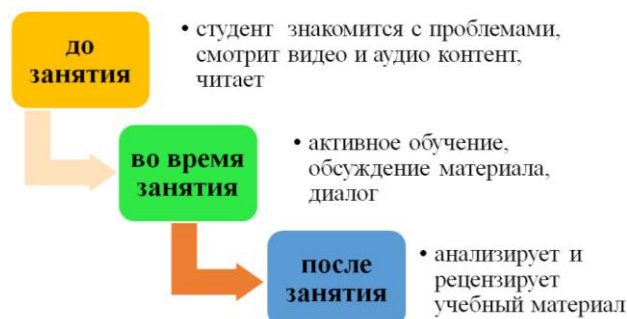 до
занятия
• студент знакомится с проблемами,
смотрит видео и аудио контент,
читает
во время
занятия
• активное обучение,
обсуждение материала,
диалог
после
занятия
• анализирует и
рецензирует
учебный материал